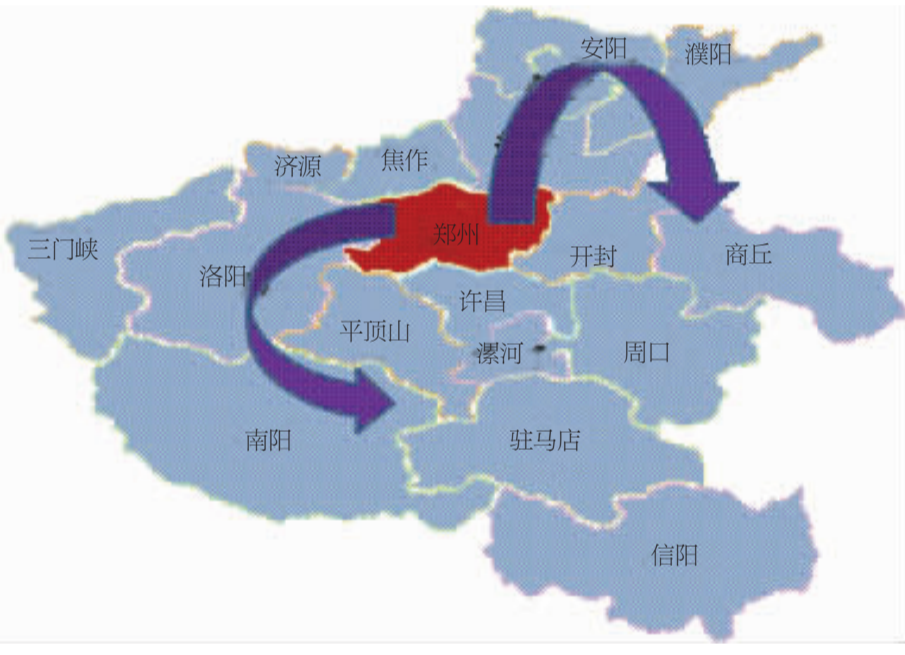 安阳
濮阳
济源
焦作
三门峡
洛阳
郑州
开封
商丘
许昌
平顶山
漯河
周口
南阳
驻马店
信阳